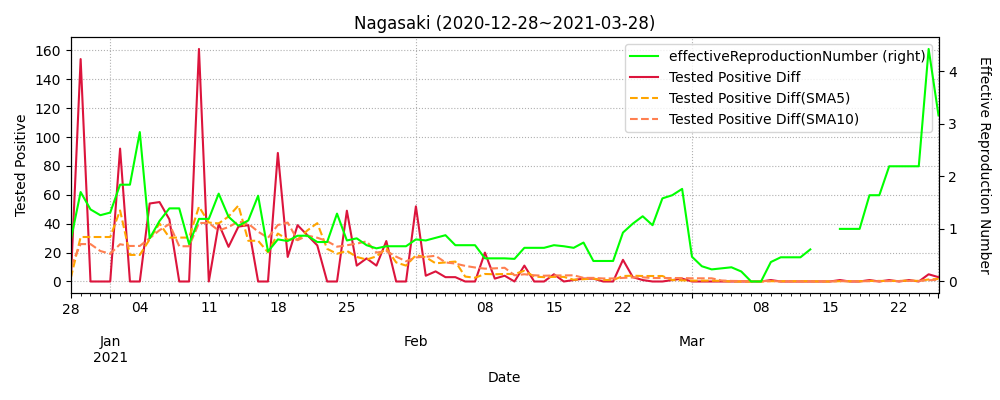 Nagasaki (2020-12-28~2021-03-28)
effectiveReproductionNumber (right)
Tested Positive Diff
Tested Positive Diff(SMA5)
Tested Positive Diff(SMA10)
160
140
120
100
80
60
40
20
0
Tested Positive
4
3
2
1
0
Effective Reproduction Number
28 04 11 18 25 08 15 22 08 15 22
Jan Feb Mar
2021
Date